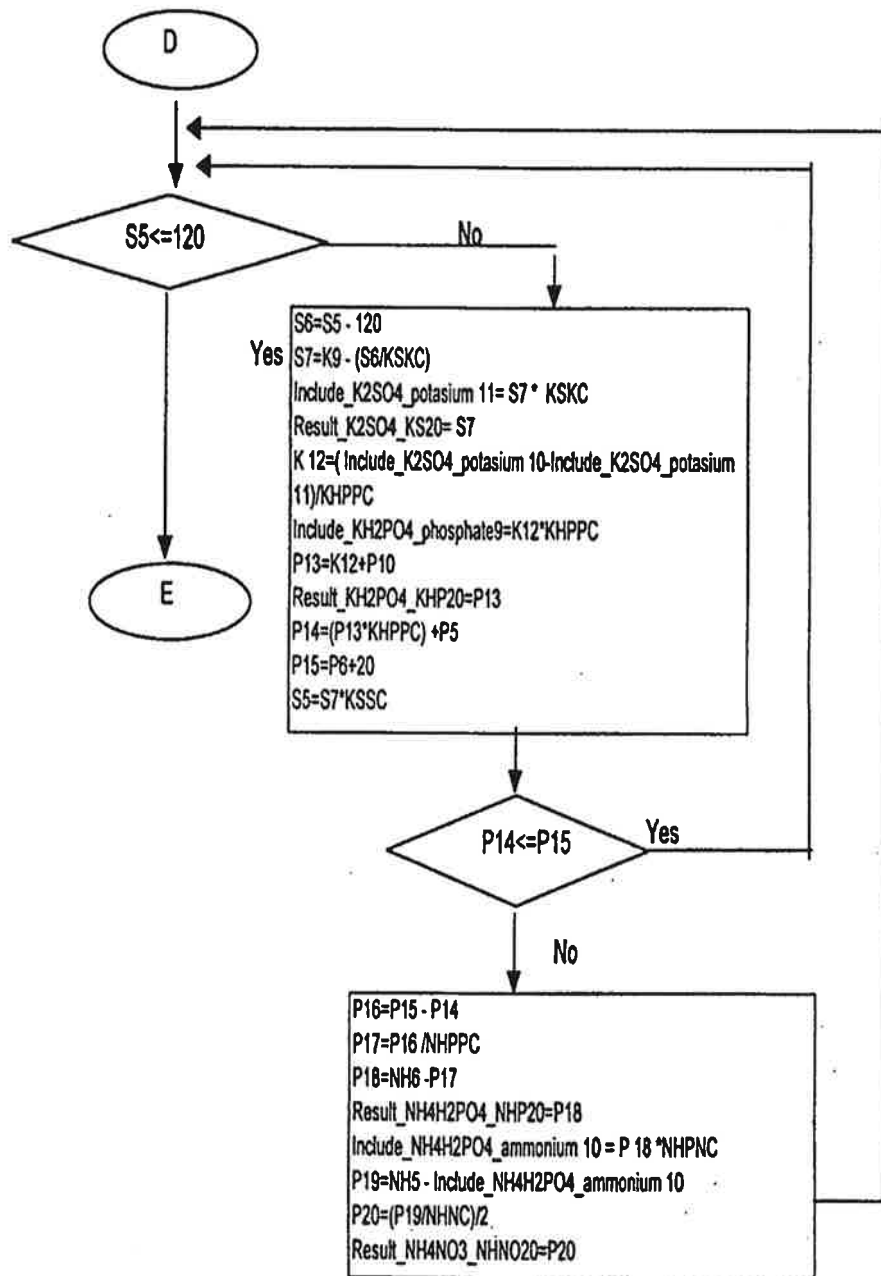 D
S5<=120
No
Yes
S6=S5 - 120
S7=K9 - (S6/KSKC)
Include_K2SO4_potasium 11= S7 * KSKC
Result_K2SO4_KS20= S7
K 12=( Include_K2SO4_potasium 10-Include_K2SO4_potasium
11)/KHPPC
Include_KH2PO4_phosphate9=K12*KHPPC
P13=K12+P10
Result_KH2PO4_KHP20=P13
P14=(P13*KHPPC) +P5
P15=P6+20
S5=S7*KSSC
E
P14<=P15
Yes
No
P16=P15 - P14
P17=P16 /NHPPC
P18=NH6 -P17
Result_NH4H2PO4_NHP20=P18
Include_NH4H2PO4_ammonium 10 = P 18 *NHPNC
P19=NH5 - Include_NH4H2PO4_ammonium 10
P20=(P19/NHNC)/2
Result_NH4NO3_NHNO20=P20